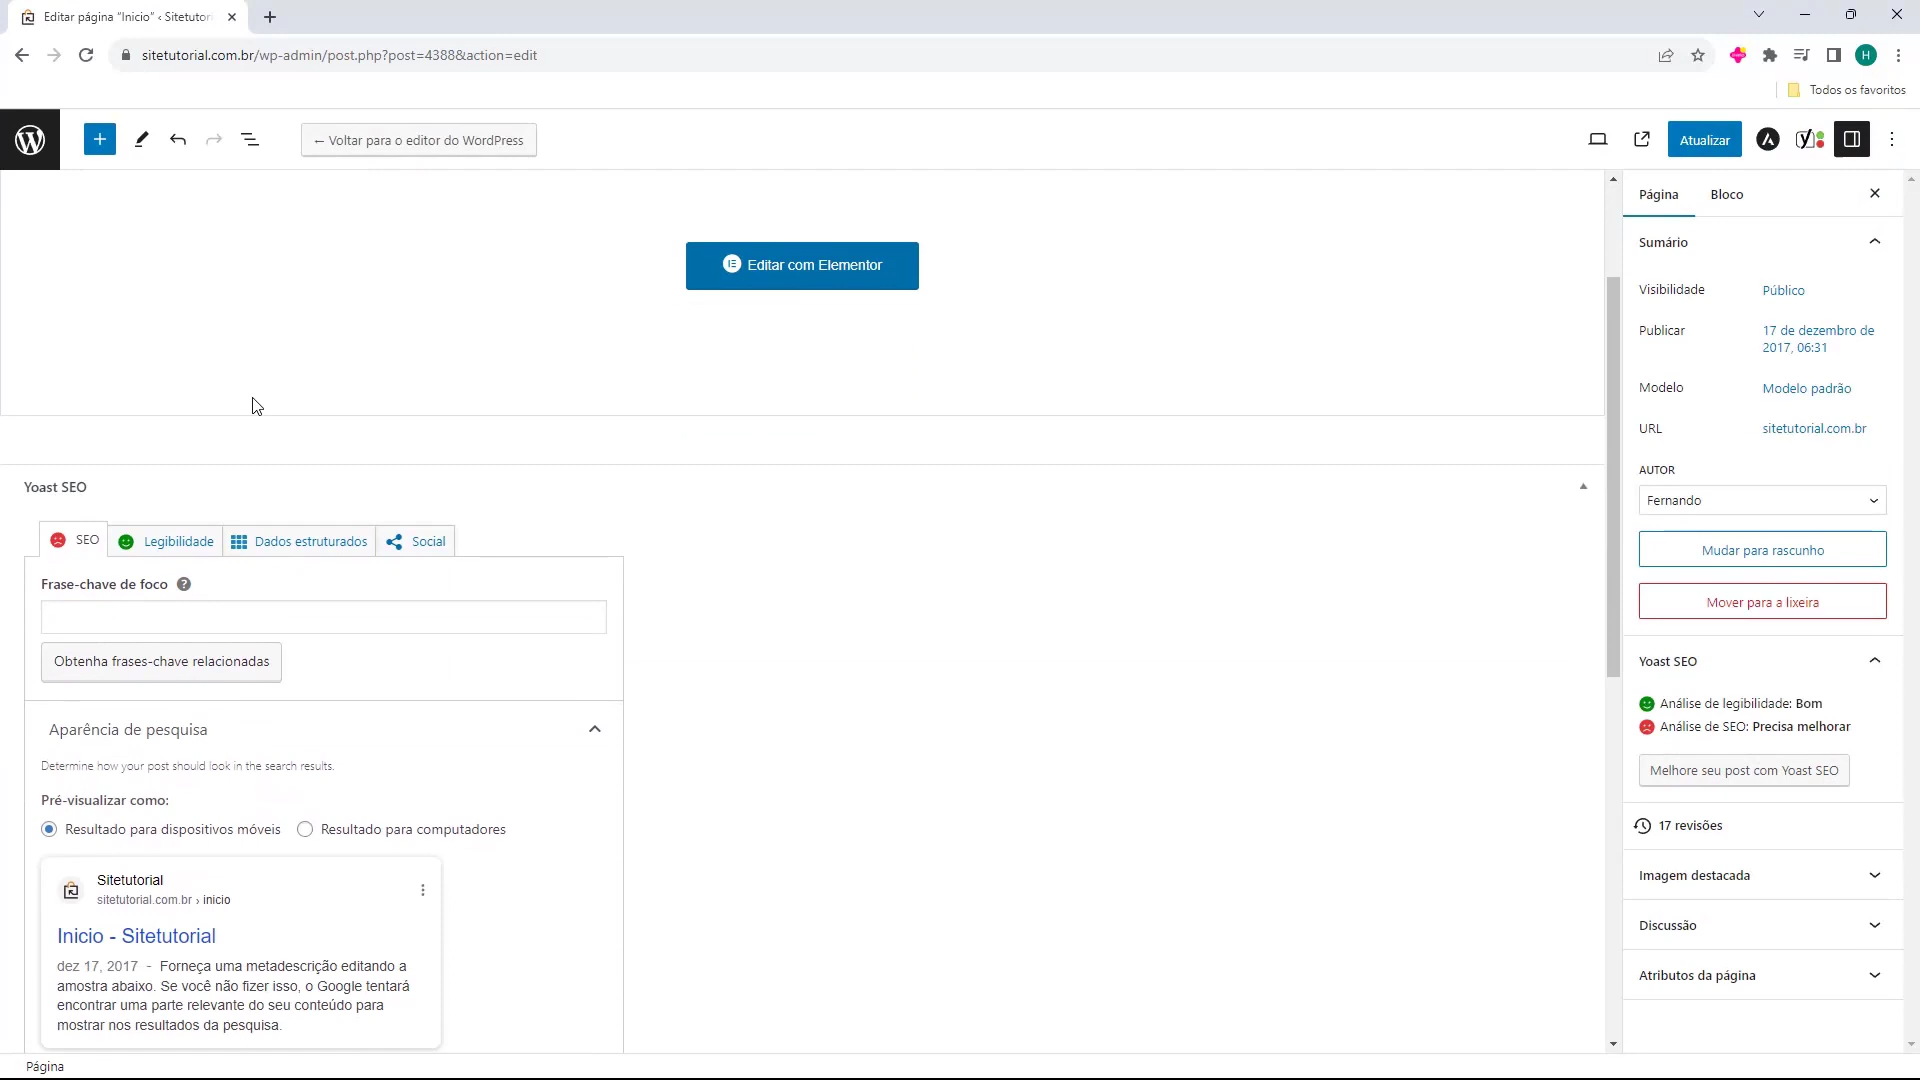 Editar página “Inicio” ‹ Sitetutor
sitetutorial.com.br/wp-admin/post.php?post=4388&action=edit
H
Todos os favoritos
← Voltar para o editor do WordPress
Atualizar
Página
Bloco
Editar com Elementor
Sumário
Visibilidade
Público
Publicar
17 de dezembro de
2017, 06:31
Modelo
Modelo padrão
URL
sitetutorial.com.br
AUTOR
Fernando
Mudar para rascunho
Mover para a lixeira
Yoast SEO
Análise de legibilidade: Bom
Análise de SEO: Precisa melhorar
Melhore seu post com Yoast SEO
17 revisões
Imagem destacada
Discussão
Atributos da página
Yoast SEO
SEO
Legibilidade
Dados estruturados
Social
Frase-chave de foco
Obtenha frases-chave relacionadas
Aparência de pesquisa
Determine how your post should look in the search results.
Pré-visualizar como:
Resultado para dispositivos móveis
Resultado para computadores
Sitetutorial
sitetutorial.com.br › inicio
Inicio - Sitetutorial
dez 17, 2017 - Forneça uma metadescrição editando a
amostra abaixo. Se você não fizer isso, o Google tentará
encontrar uma parte relevante do seu conteúdo para
mostrar nos resultados da pesquisa.
Página